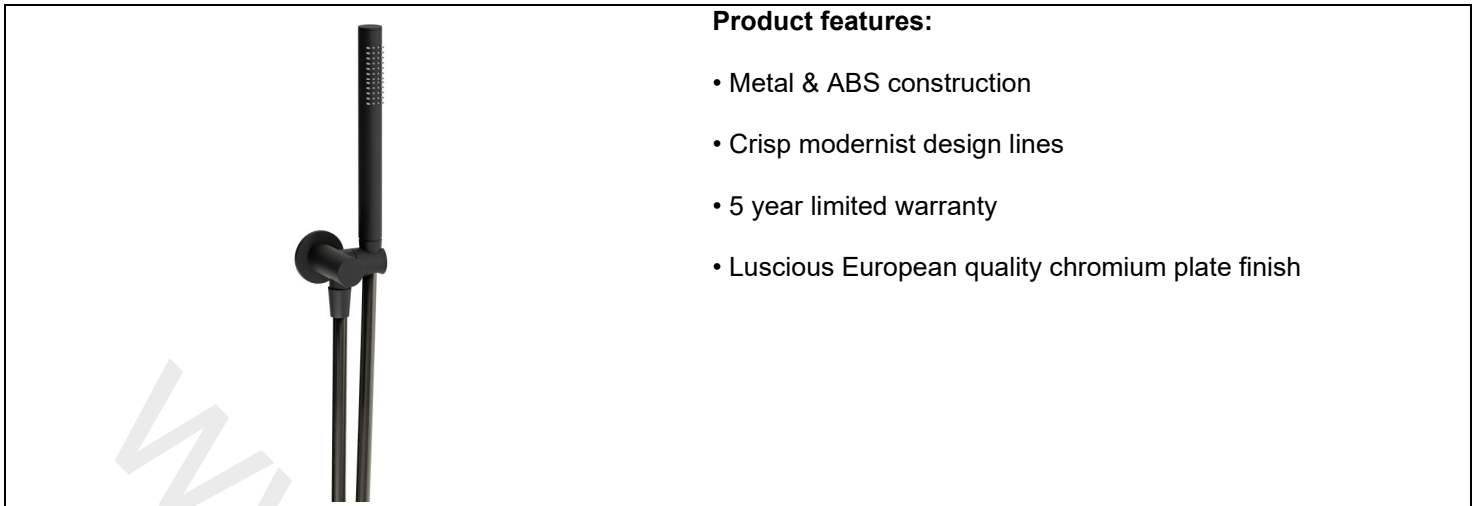 Product features:
• Metal & ABS construction
• Crisp modernist design lines
• 5 year limited warranty
• Luscious European quality chromium plate finish